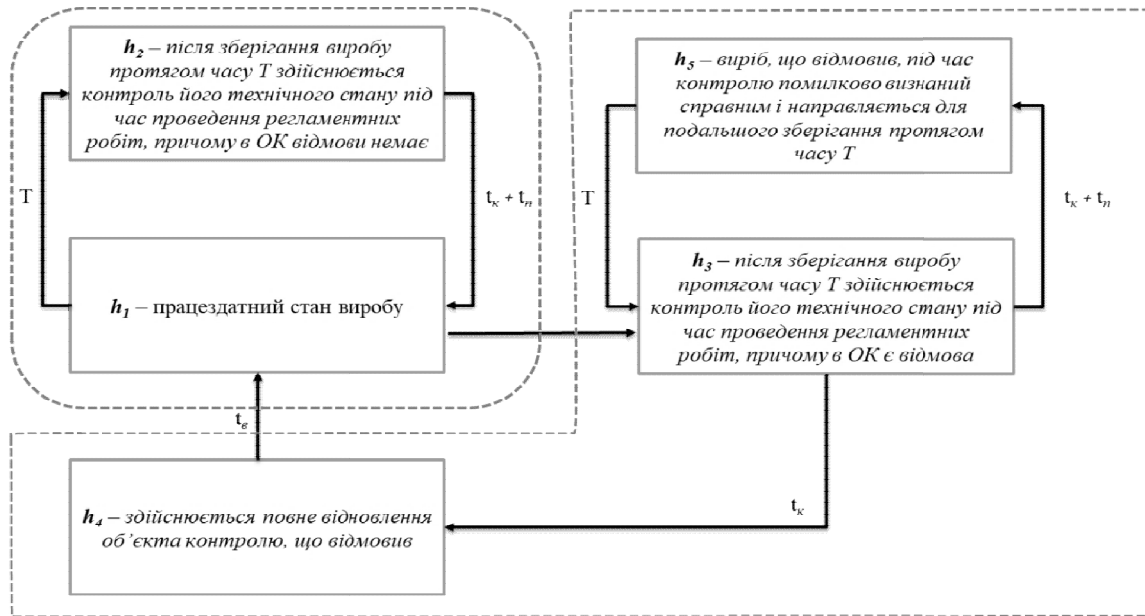 h₂ – після зберігання виробу
протягом часу Т здійснюється
контроль його технічного стану під
час проведення регламентних
робіт, причому в ОК відмови немає
T
tк + tп
h₁ – працездатний стан виробу
h₅ – виріб, що відмовив, під час
контролю помилково визнаний
справним і направляється для
подальшого зберігання протягом
часу Т
T
tк + tп
h₃ – після зберігання виробу
протягом часу Т здійснюється
контроль його технічного стану під
час проведення регламентних
робіт, причому в ОК є відмова
tв
h₄ – здійснюється повне відновлення
об’єкта контролю, що відмовив
tк